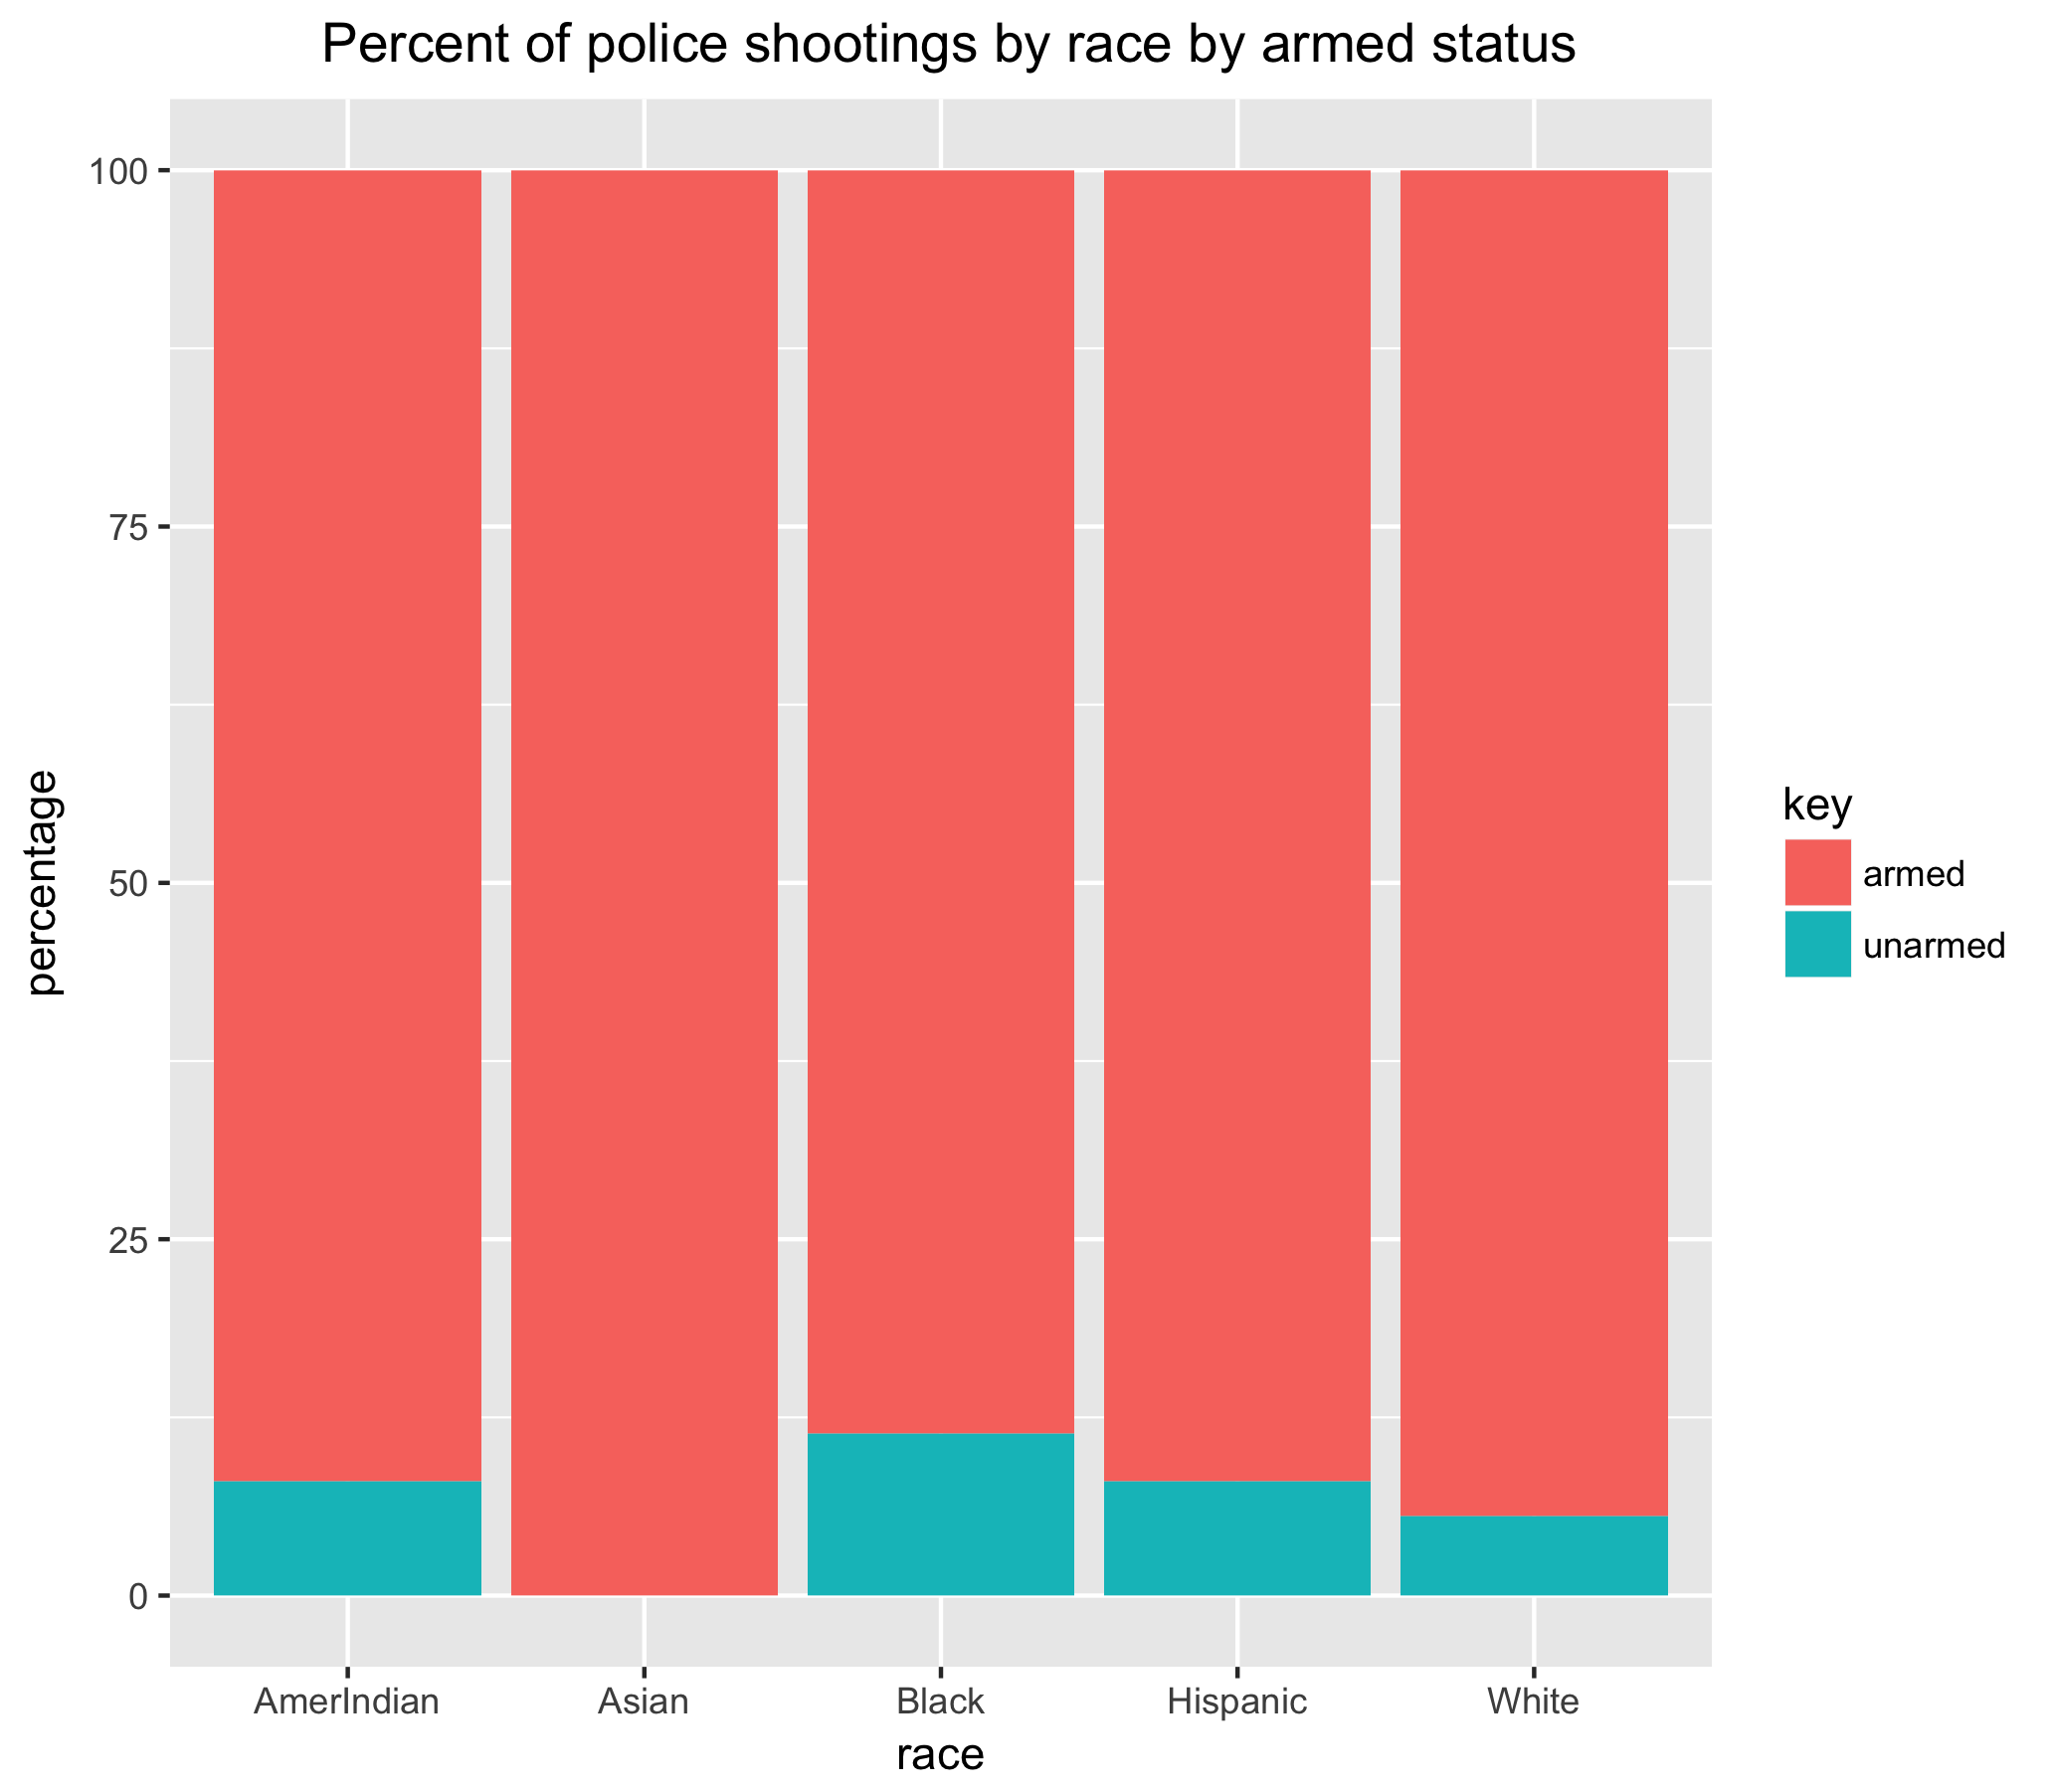 Percent of police shootings by race by armed status
percentage
100
75
50
25
0
AmerIndian
Asian
Black
Hispanic
White
race
key
armed
unarmed